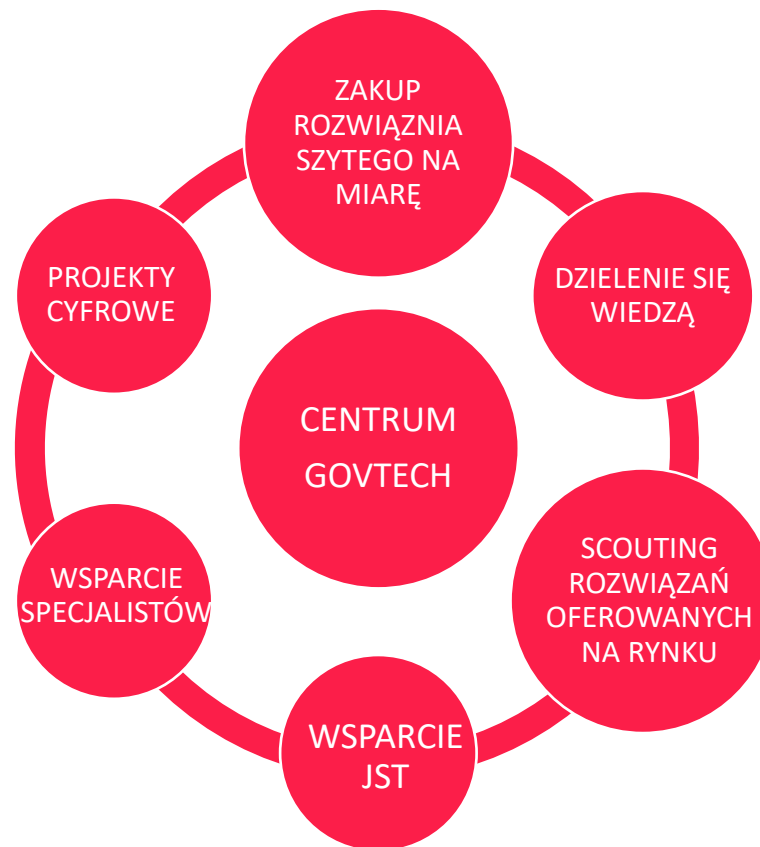 ZAKUP
ROZWIĄZNIA
SZYTEGO NA
MIARĘ
DZIELENIE SIĘ
WIEDZĄ
SCOUTING
ROZWIĄZAŃ
OFEROWANYCH
NA RYNKU
WSPARCIE
JST
WSPARCIE
SPECJALISTÓW
PROJEKTY
CYFROWE
CENTRUM
GOVTECH